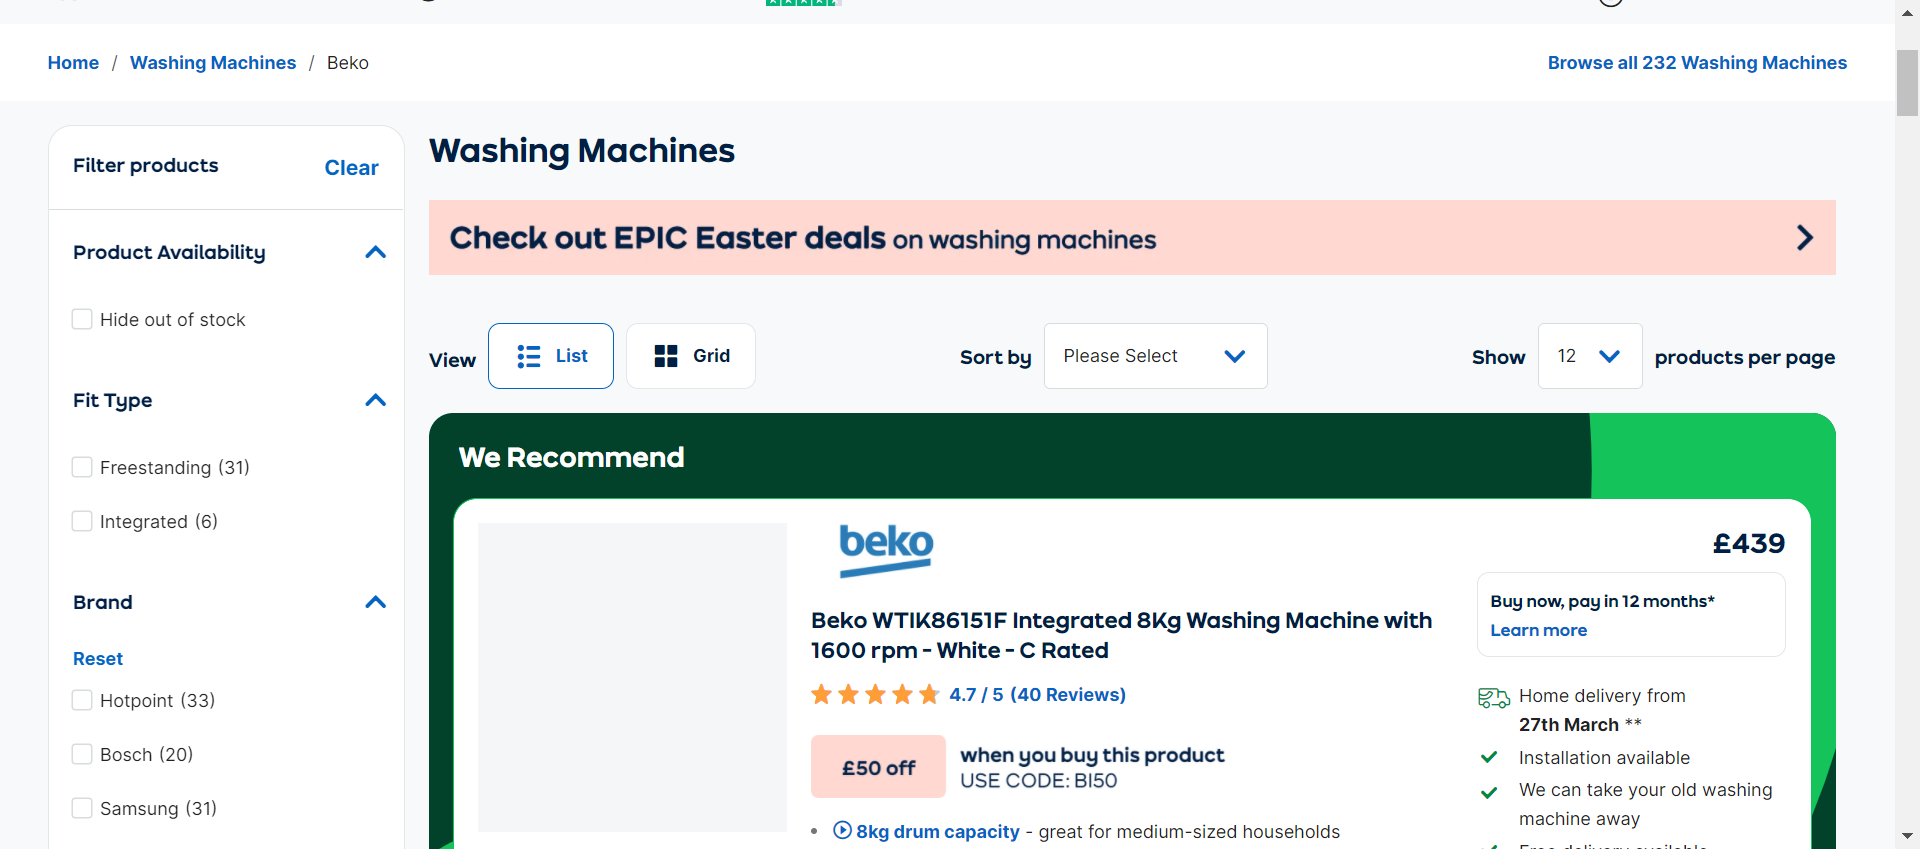 Home / Washing Machines / Beko
Browse all 232 Washing Machines
Filter products
Clear
Product Availability
Hide out of stock
Fit Type
Freestanding (31)
Integrated (6)
Brand
Reset
Hotpoint (33)
Bosch (20)
Samsung (31)
Washing Machines
Check out EPIC Easter deals on washing machines
View
List
Grid
Sort by
Please Select
Show
12
products per page
We Recommend
beko
Beko WTIK86151F Integrated 8Kg Washing Machine with
1600 rpm - White - C Rated
4.7 / 5 (40 Reviews)
£50 off
when you buy this product
USE CODE: BI50
• 8kg drum capacity - great for medium-sized households
£439
Buy now, pay in 12 months*
Learn more
Home delivery from
27th March **
Installation available
We can take your old washing
machine away